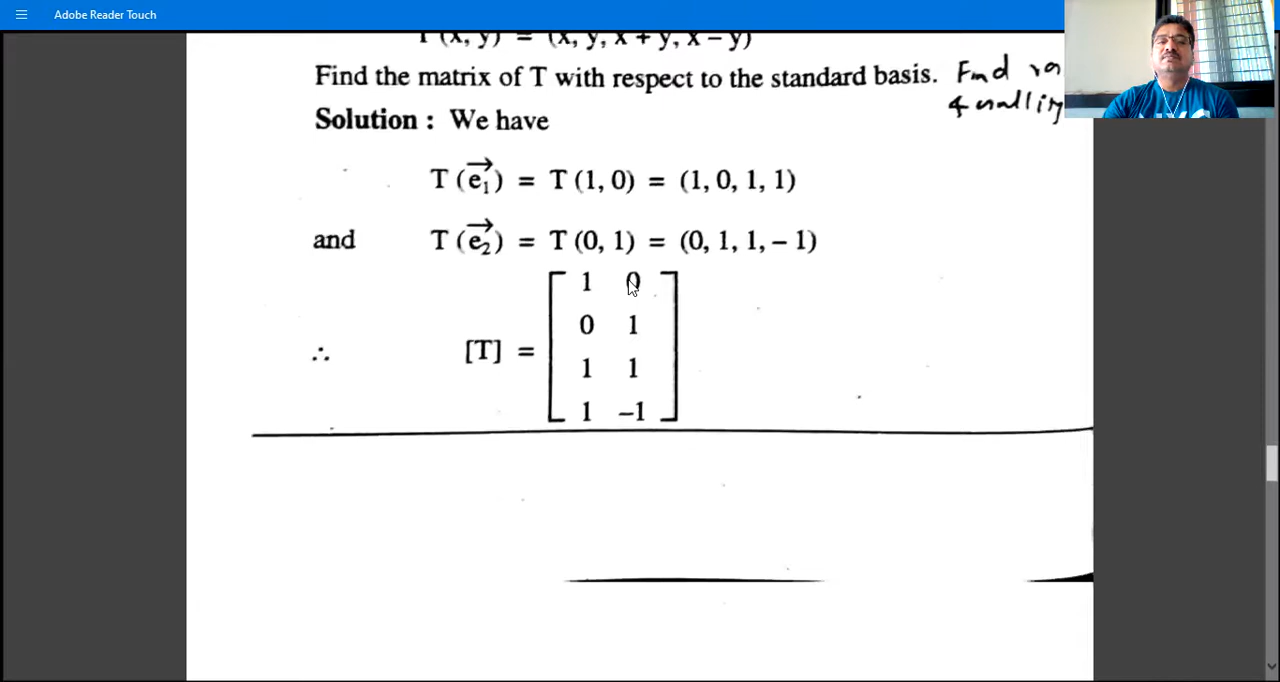 Adobe Reader Touch
T (x, y) = (x, y, x + y, x – y)
Find the matrix of T with respect to the standard basis. Find
Solution : We have
T (e₁) = T (1, 0) = (1, 0, 1, 1)
and T (e₂) = T (0, 1) = (0, 1, 1, – 1)
∴ [T] =
1 0
0 1
1 1
1 –1